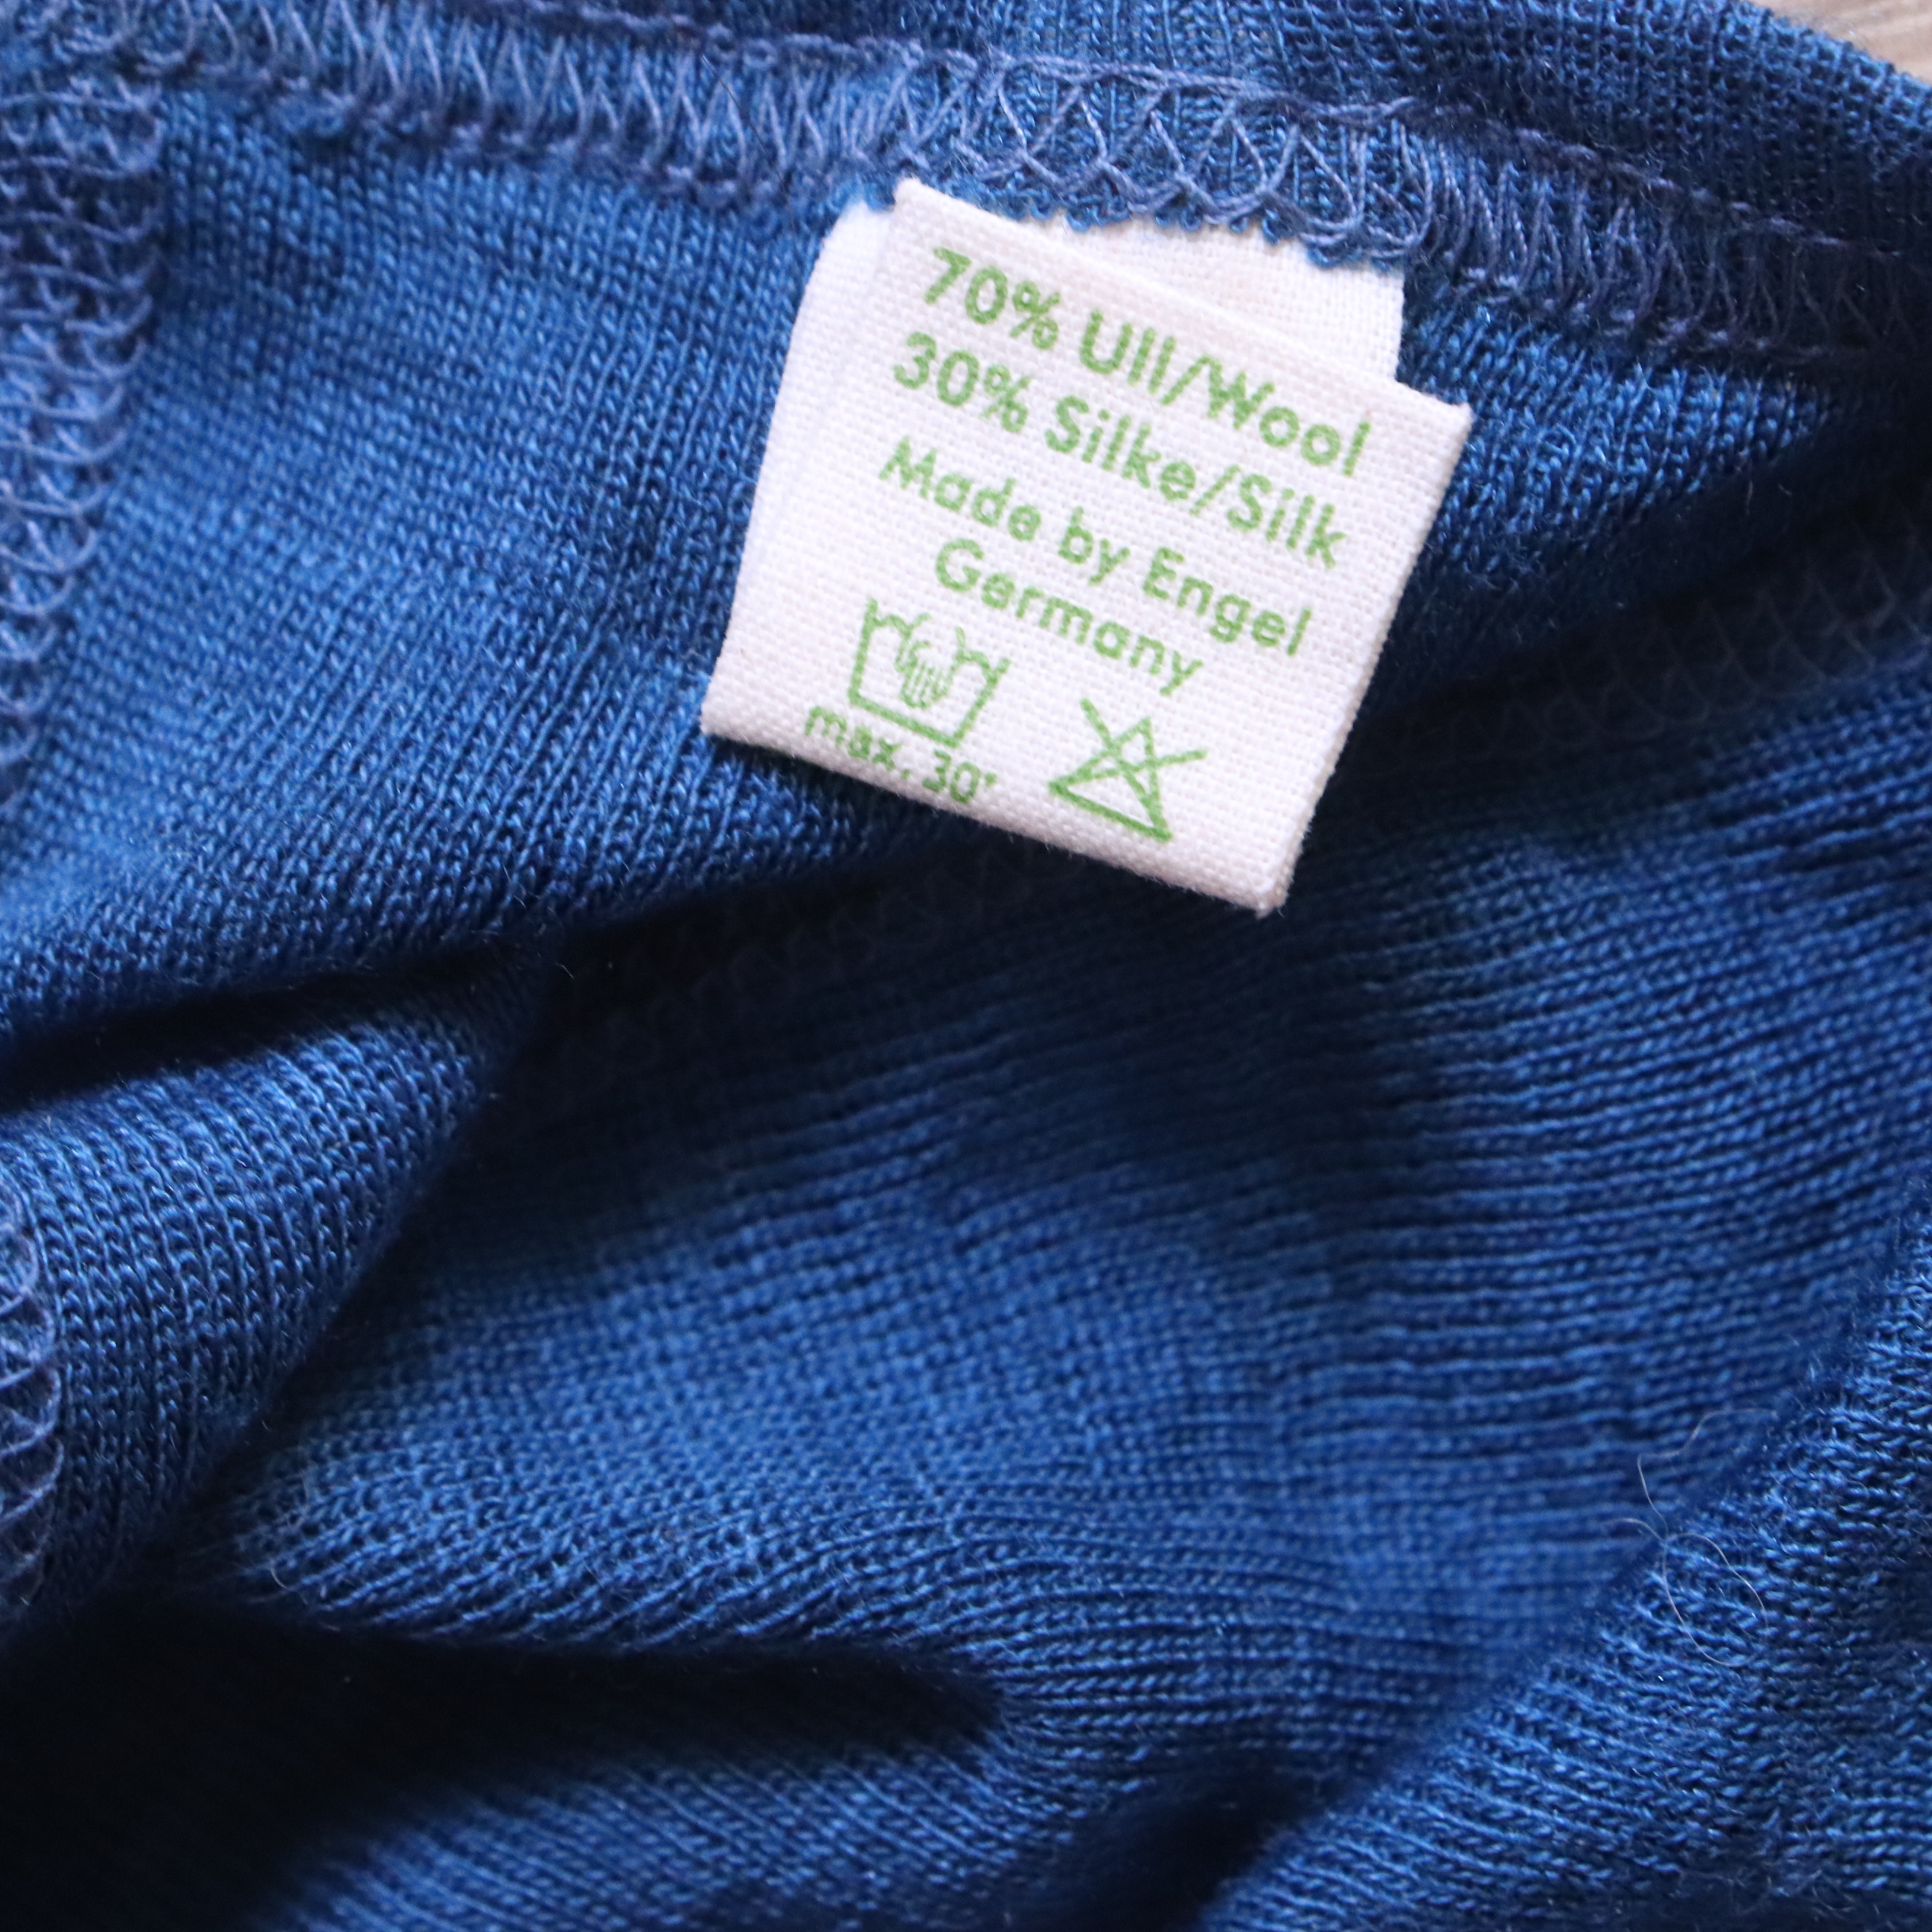 70% Ull/Wool
30% Silke/Silk
Made by Engel
Germany
max. 30°